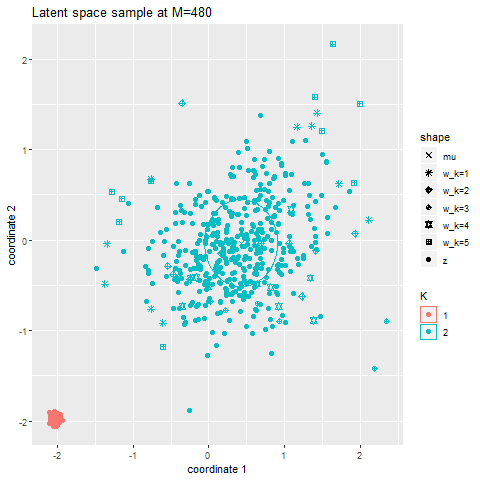 Latent space sample at M=480
coordinate 2
2
1
0
-1
-2
-2
-1
0
1
2
coordinate 1
shape
mu
w_k=1
w_k=2
w_k=3
w_k=4
w_k=5
z
K
1
2